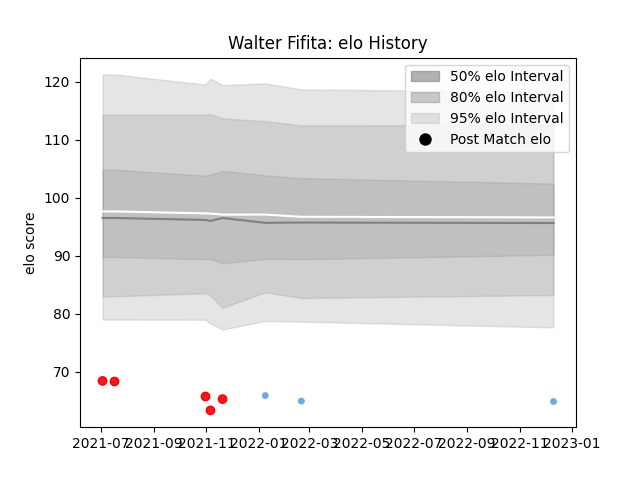 Walter Fifita: elo History
120
110
100
90
80
70
elo score
50% elo Interval
80% elo Interval
95% elo Interval
Post Match elo
2021-07 2021-09 2021-11 2022-01 2022-03 2022-05 2022-07 2022-09 2022-11 2023-01